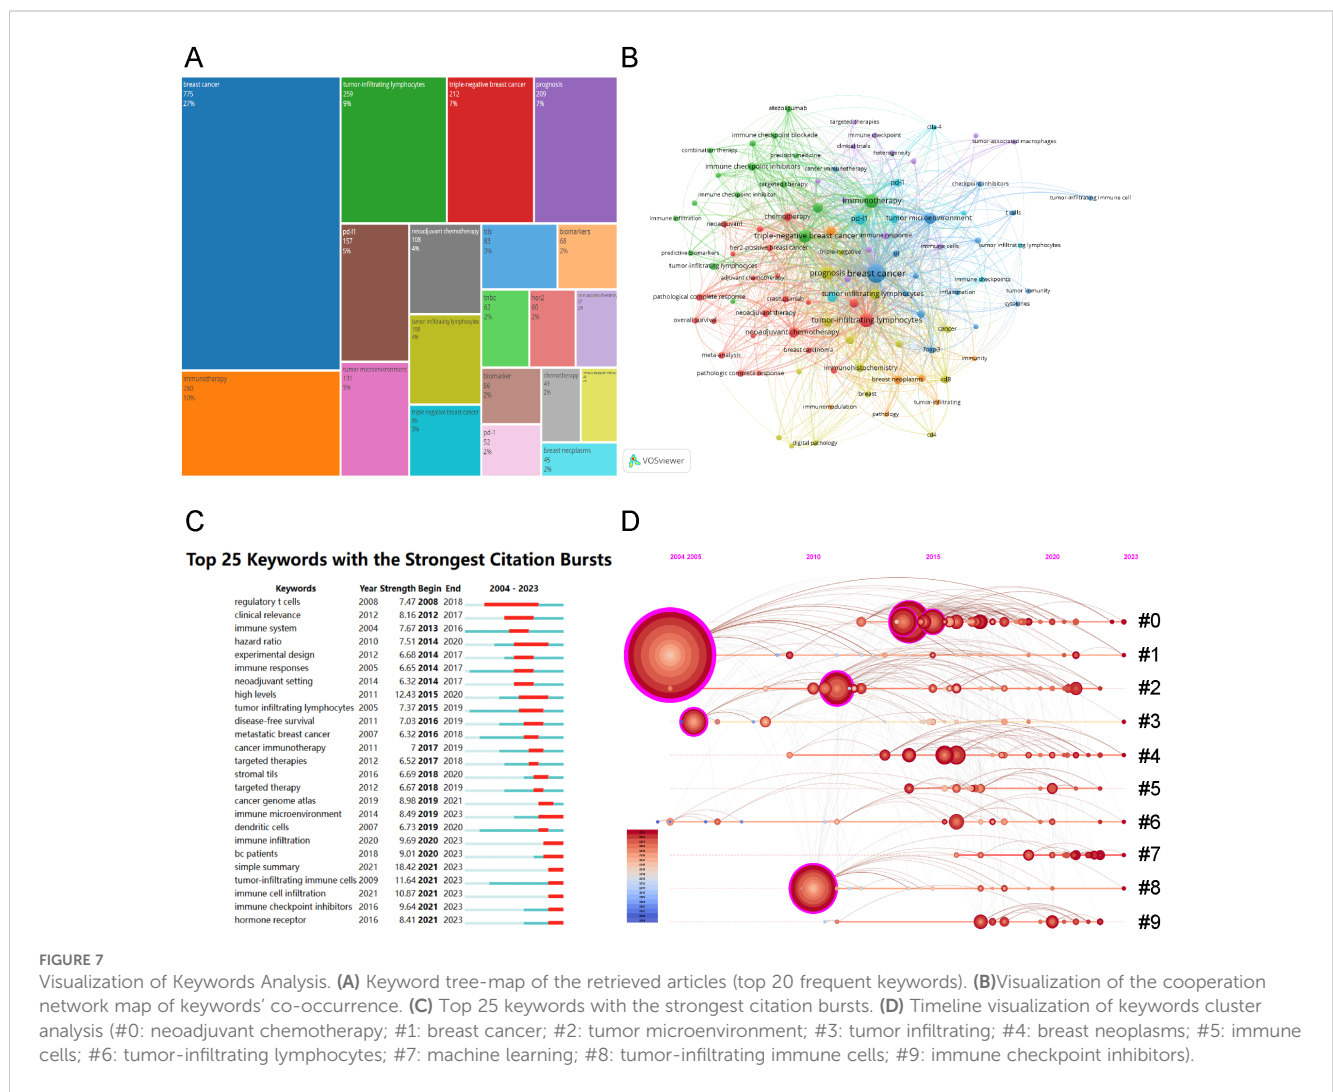 A
breast cancer
775
27%
tumor-infiltrating lymphocytes
259
9%
triple-negative breast cancer
212
7%
prognosis
209
7%
pd-l1
157
5%
neoadjuvant chemotherapy
108
4%
tils
83
3%
biomarkers
68
2%
tnbc
62
2%
her2
60
2%
tumor infiltrating lymphocytes
108
4%
immunotherapy
280
10%
tumor microenvironment
131
5%
biomarker
56
2%
chemotherapy
49
2%
triple negative breast cancer
3%
pd-1
52
2%
breast neoplasms
45
2%
VOSviewer
B
atezolizumab
targeted therapies
ctla-4
immune checkpoint blockade
immune checkpoint
tumor-associated macrophages
clinical trials
combination therapy
precision medicine
heterogeneity
immune checkpoint inhibitors
cancer immunotherapy
targeted therapy
pd-1
checkpoint inhibitors
immune checkpoint inhibitor
immunotherapy
tumor-infiltrating immune cell
immune infiltration
chemotherapy
pd-l1
tumor microenvironment
t cells
neoadjuvant
triple-negative breast cancer
immune response
her2-positive breast cancer
triple-negative
immune cells
tumor infiltrating lymphocytes
predictive biomarkers
tumor-infiltrating lymphocytes
prognosis
breast cancer
adjuvant chemotherapy
immune checkpoints
pathological complete response
trastuzumab
tumor infiltrating lymphocytes
inflammation
tumor immunity
cytokines
neoadjuvant therapy
overall survival
tumor-infiltrating lymphocytes
neoadjuvant chemotherapy
cancer
meta-analysis
breast carcinoma
foxp3
immunity
pathologic complete response
immunohistochemistry
breast neoplasms
cd8
breast
tumor-infiltrating
immunomodulation
pathology
cd4
digital pathology
C
Top 25 Keywords with the Strongest Citation Bursts
Keywords Year Strength Begin End 2004 - 2023
regulatory t cells 2008 7.47 2008 2018
clinical relevance 2012 8.16 2012 2017
immune system 2004 7.67 2013 2016
hazard ratio 2010 7.51 2014 2020
experimental design 2012 6.68 2014 2017
immune responses 2005 6.65 2014 2017
neoadjuvant setting 2014 6.32 2014 2017
high levels 2011 12.43 2015 2020
tumor infiltrating lymphocytes 2005 7.37 2015 2019
disease-free survival 2011 7.03 2016 2019
metastatic breast cancer 2007 6.32 2016 2018
cancer immunotherapy 2011 7 2017 2019
targeted therapies 2012 6.52 2017 2018
stromal tils 2016 6.69 2018 2020
targeted therapy 2012 6.67 2018 2019
cancer genome atlas 2019 8.98 2019 2021
immune microenvironment 2014 8.49 2019 2023
dendritic cells 2007 6.73 2019 2020
immune infiltration 2020 9.69 2020 2023
bc patients 2018 9.01 2020 2023
simple summary 2021 18.42 2021 2023
tumor-infiltrating immune cells 2009 11.64 2021 2023
immune cell infiltration 2021 10.87 2021 2023
immune checkpoint inhibitors 2016 9.64 2021 2023
hormone receptor 2016 8.41 2021 2023
D
2004 2005 2010 2015 2020 2023
#0
#1
#2
#3
#4
#5
#6
#7
#8
#9
FIGURE 7
Visualization of Keywords Analysis. (A) Keyword tree-map of the retrieved articles (top 20 frequent keywords). (B)Visualization of the cooperation
network map of keywords' co-occurrence. (C) Top 25 keywords with the strongest citation bursts. (D) Timeline visualization of keywords cluster
analysis (#0: neoadjuvant chemotherapy; #1: breast cancer; #2: tumor microenvironment; #3: tumor infiltrating; #4: breast neoplasms; #5: immune
cells; #6: tumor-infiltrating lymphocytes; #7: machine learning; #8: tumor-infiltrating immune cells; #9: immune checkpoint inhibitors).